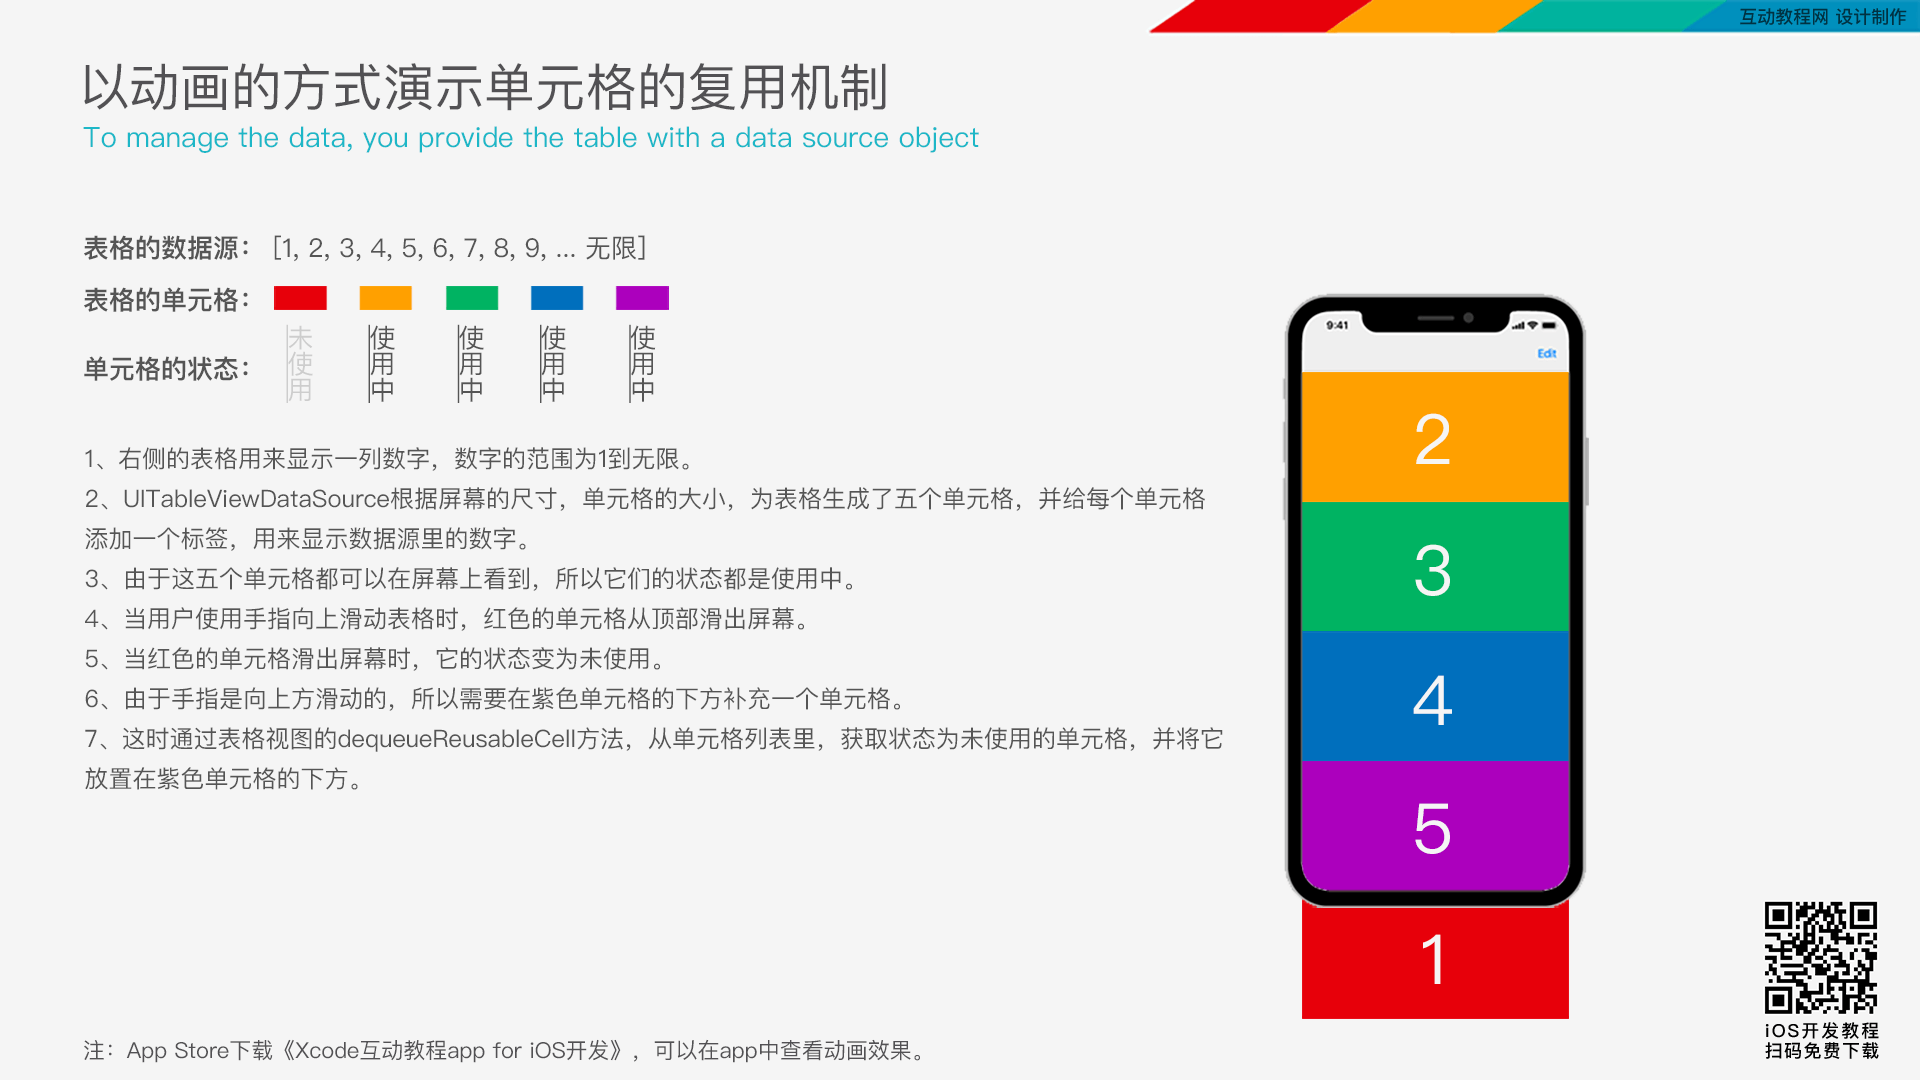 互动教程网 设计制作
以动画的方式演示单元格的复用机制
To manage the data, you provide the table with a data source object
表格的数据源： [1, 2, 3, 4, 5, 6, 7, 8, 9, ... 无限]
表格的单元格：
单元格的状态： 未使用 使用中 使用中 使用中 使用中
1、右侧的表格用来显示一列数字，数字的范围为1到无限。
2、UITableViewDataSource根据屏幕的尺寸，单元格的大小，为表格生成了五个单元格，并给每个单元格
添加一个标签，用来显示数据源里的数字。
3、由于这五个单元格都可以在屏幕上看到，所以它们的状态都是使用中。
4、当用户使用手指向上滑动表格时，红色的单元格从顶部滑出屏幕。
5、当红色的单元格滑出屏幕时，它的状态变为未使用。
6、由于手指是向上方滑动的，所以需要在紫色单元格的下方补充一个单元格。
7、这时通过表格视图的dequeueReusableCell方法，从单元格列表里，获取状态为未使用的单元格，并将它
放置在紫色单元格的下方。
9:41
Edit
2
3
4
5
1
iOS开发教程
扫码免费下载
注：App Store下载《Xcode互动教程app for iOS开发》，可以在app中查看动画效果。